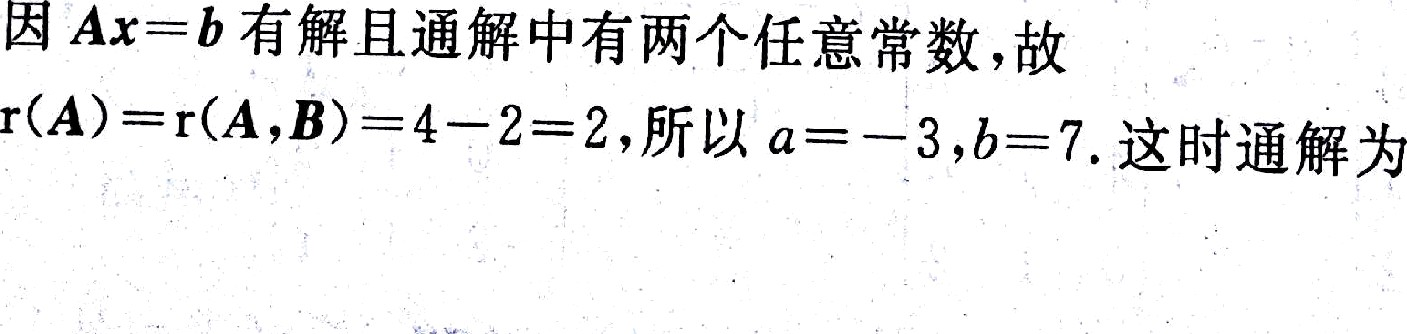 因 Ax=b 有解且通解中有两个任意常数,故
r(A)=r(A,B)=4-2=2,所以 a=-3,b=7.这时通解为